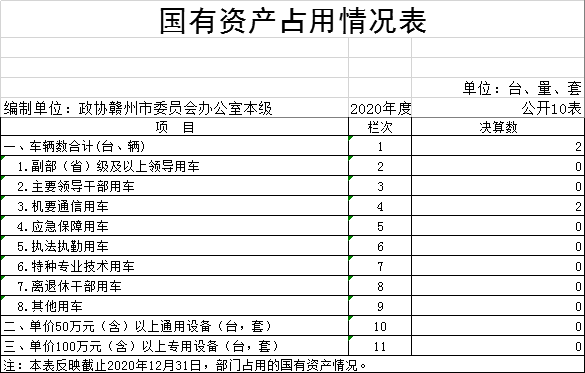 国有资产占用情况表
单位：台、量、套
编制单位：政协赣州市委员会办公室本级 2020年度 公开10表
项 目 栏次 决算数
一、车辆数合计(台、辆) 1 2
1.副部（省）级及以上领导用车 2 0
2.主要领导干部用车 3 0
3.机要通信用车 4 2
4.应急保障用车 5 0
5.执法执勤用车 6 0
6.特种专业技术用车 7 0
7.离退休干部用车 8 0
8.其他用车 9 0
二、单价50万元（含）以上通用设备（台，套） 10 0
三、单价100万元（含）以上专用设备（台，套） 11 0
注：本表反映截止2020年12月31日，部门占用的国有资产情况。